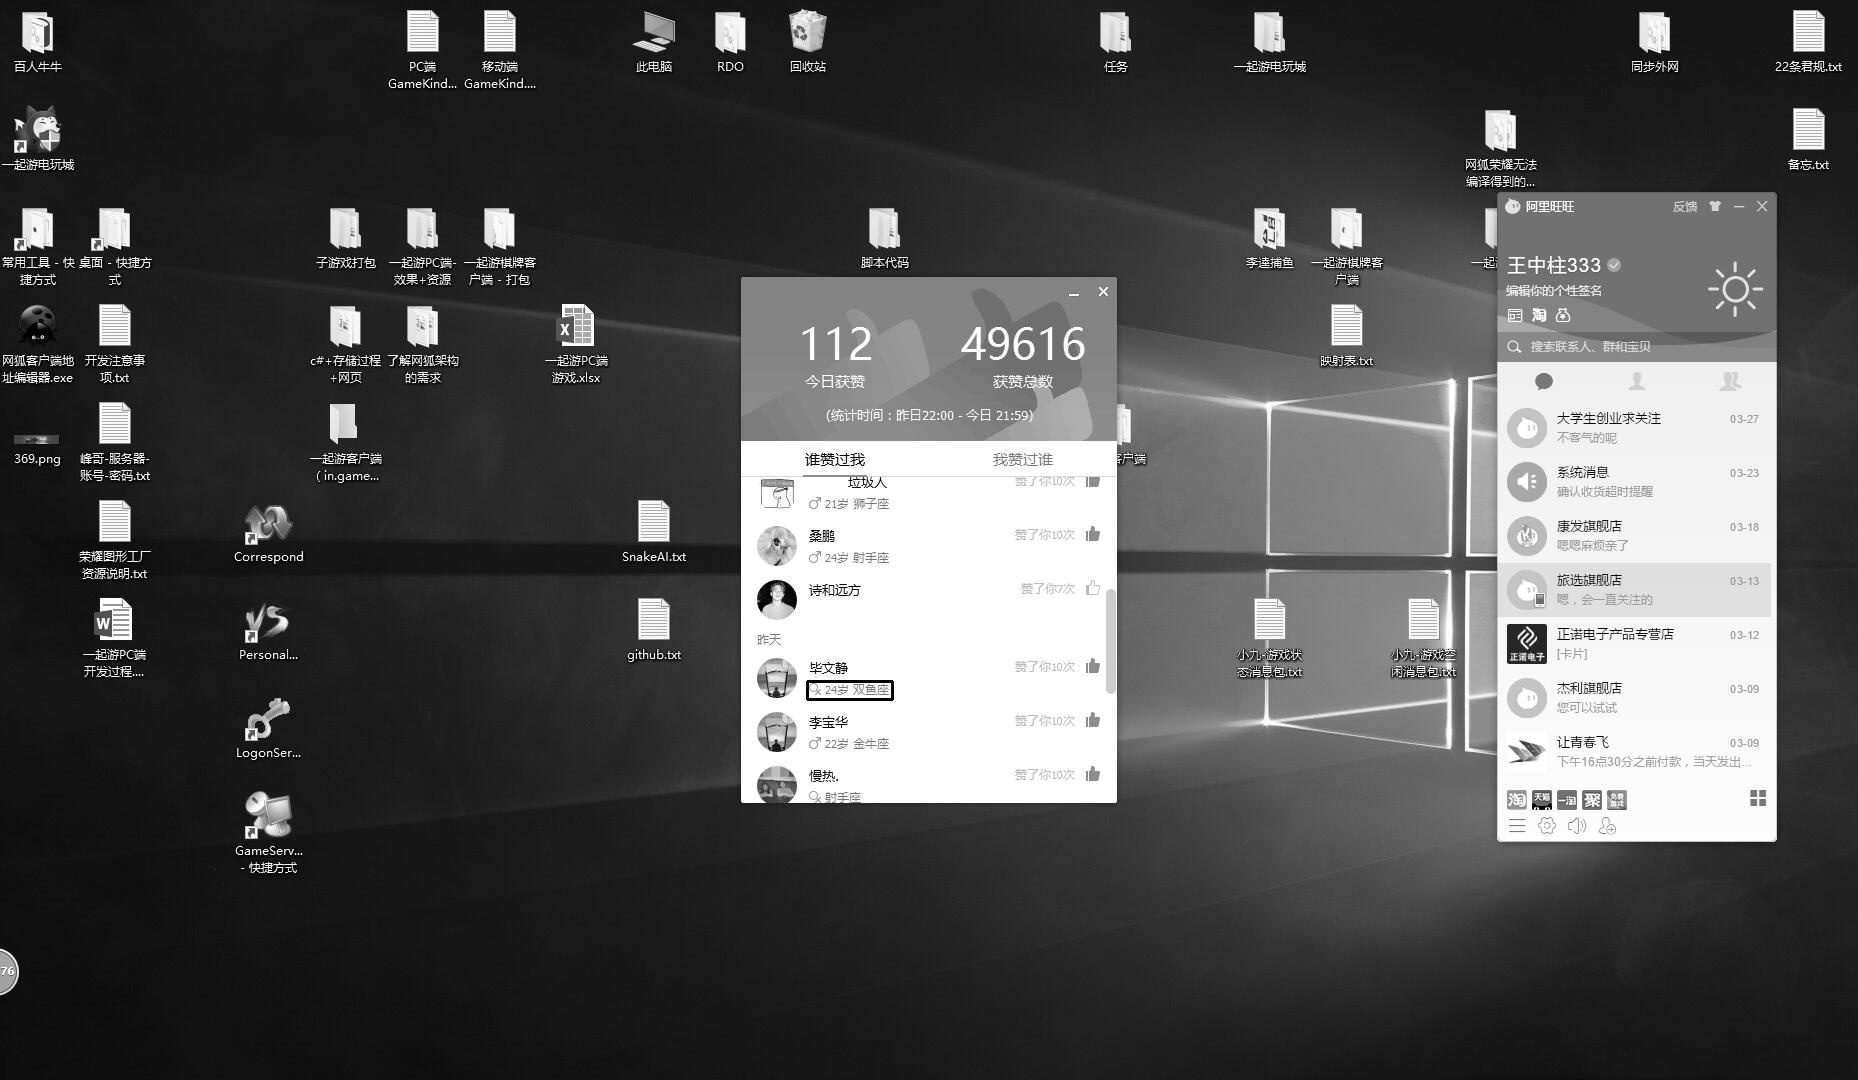 百人牛牛
PC端
GameKind...
移动端
GameKind....
此电脑
RDO
回收站
任务
一起游电玩城
同步外网
22条君规.txt
一起游电玩城
网狐荣耀无法
编译得到的...
备忘.txt
常用工具 - 快
捷方式
桌面 - 快捷方
式
子游戏打包
一起游PC端-
效果+资源
一起游棋牌客
户端 - 打包
脚本代码
李逵捕鱼
一起游棋牌客
户端
网狐客户端地
址编辑器.exe
开发注意事
项.txt
c#+存储过程
+网页
了解网狐架构
的需求
一起游PC端
游戏.xlsx
映射表.txt
369.png
峰哥-服务器-
账号-密码.txt
一起游客户端
( in.game...
荣耀图形工厂
资源说明.txt
Correspond
SnakeAI.txt
一起游PC端
开发过程....
Personal...
github.txt
小九-游戏状
态消息包.txt
小九-游戏空
闲消息包.txt
LogonSer...
GameServ...
- 快捷方式
76
112
49616
今日获赞
获赞总数
(统计时间：昨日22:00 - 今日 21:59)
谁赞过我
我赞过谁
垃圾人
赞了你10次
21岁 狮子座
桑鹏
赞了你10次
24岁 射手座
诗和远方
赞了你7次
昨天
毕文静
赞了你10次
24岁 双鱼座
李宝华
赞了你10次
22岁 金牛座
慢热.
赞了你10次
射手座
阿里旺旺
反馈
王中柱333
编辑你的个性签名
淘
搜索联系人、群和宝贝
大学生创业求关注
03-27
不客气的呢
系统消息
03-23
确认收货超时提醒
康发旗舰店
03-18
嗯嗯麻烦亲了
旅选旗舰店
03-13
嗯，会一直关注的
正诺电子
正诺电子产品专营店
03-12
[卡片]
杰利旗舰店
03-09
您可以试试
让青春飞
03-09
下午16点30分之前付款，当天发出...
淘
天猫
一淘
聚
免费
游戏